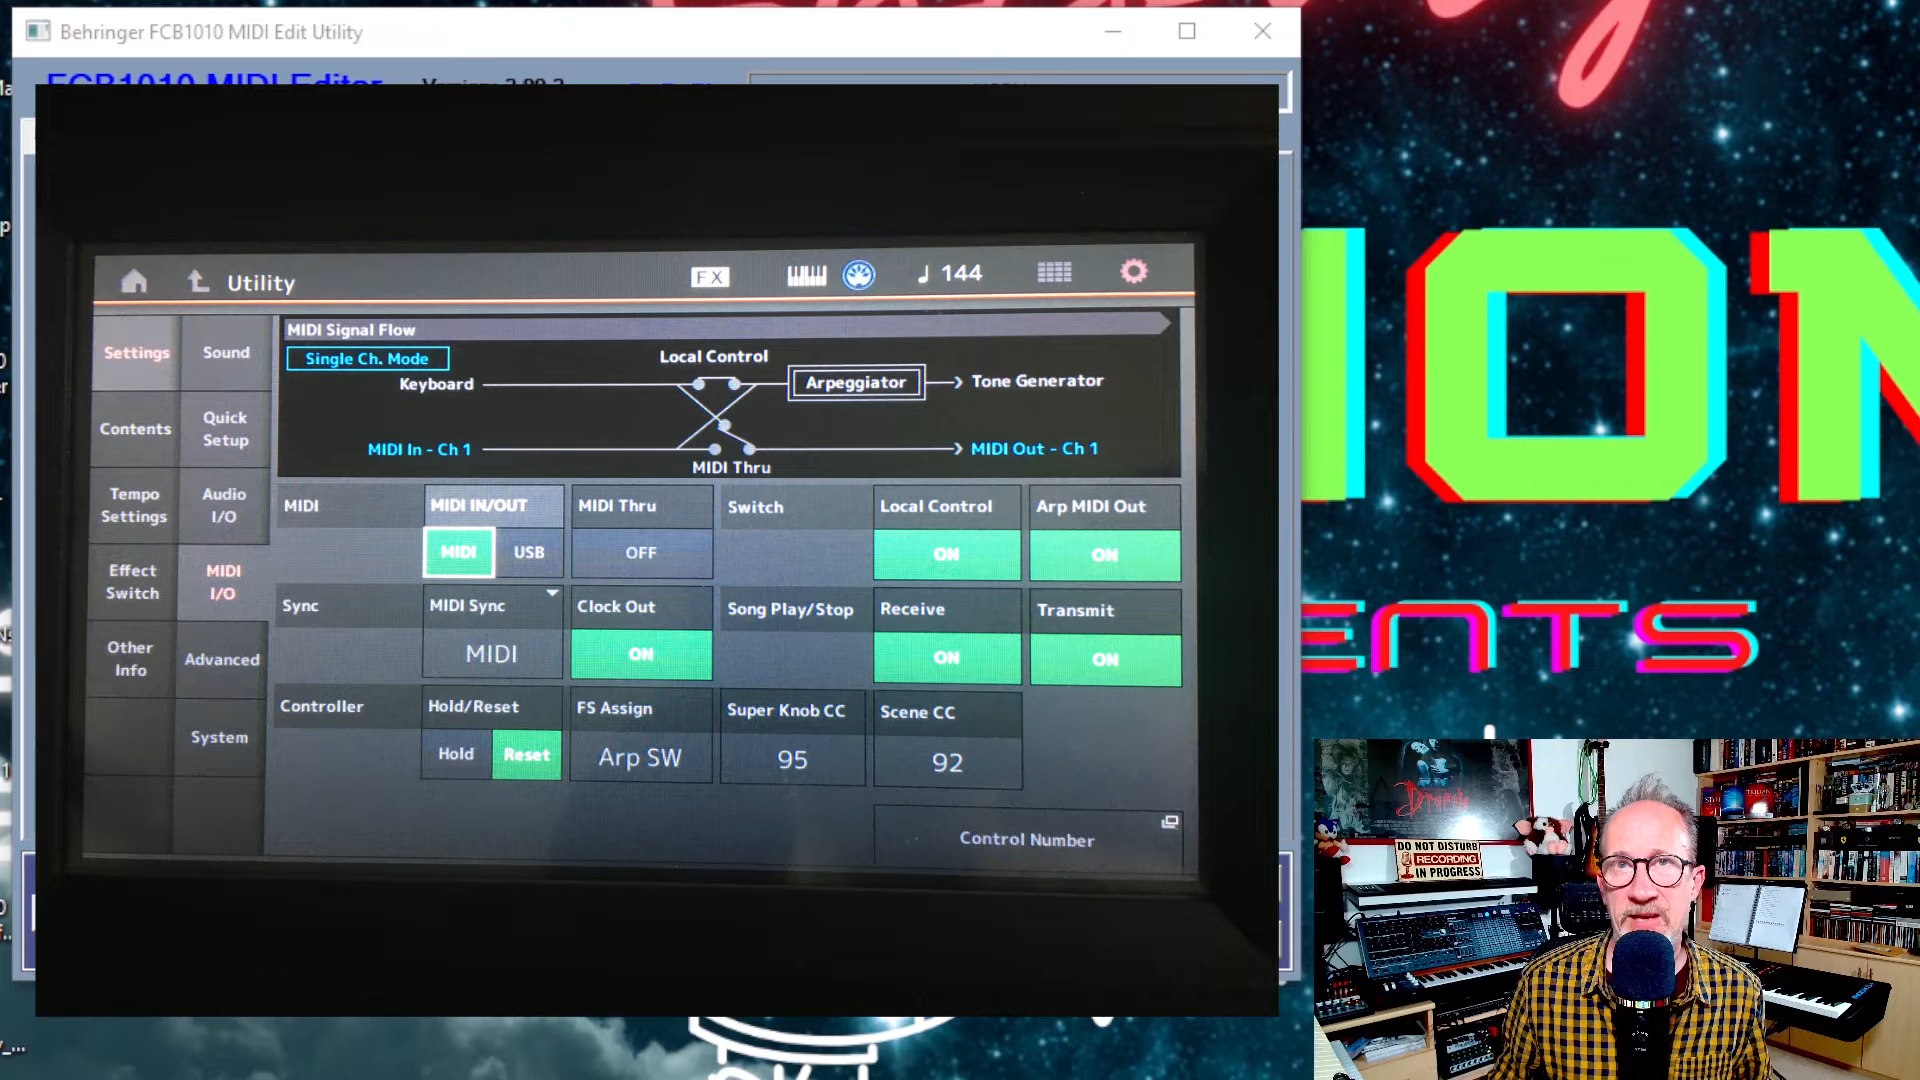 Behringer FCB1010 MIDI Edit Utility
FCB1010 MIDI Editor
Utility
FX
144
Settings
Sound
Contents
Quick
Setup
Tempo
Settings
Audio
I/O
Effect
Switch
MIDI
I/O
Other
Info
Advanced
System
MIDI Signal Flow
Single Ch. Mode
Local Control
Keyboard
Arpeggiator
Tone Generator
MIDI In - Ch 1
MIDI Out - Ch 1
MIDI Thru
MIDI
MIDI IN/OUT
MIDI USB
MIDI Thru
OFF
Switch
Local Control
ON
Arp MIDI Out
ON
Sync
MIDI Sync
MIDI
Clock Out
ON
Song Play/Stop
Receive
ON
Transmit
ON
Controller
Hold/Reset
Hold Reset
FS Assign
Arp SW
Super Knob CC
95
Scene CC
92
Control Number
ENTS
Dracula
DO NOT DISTURB
RECORDING
IN PROGRESS